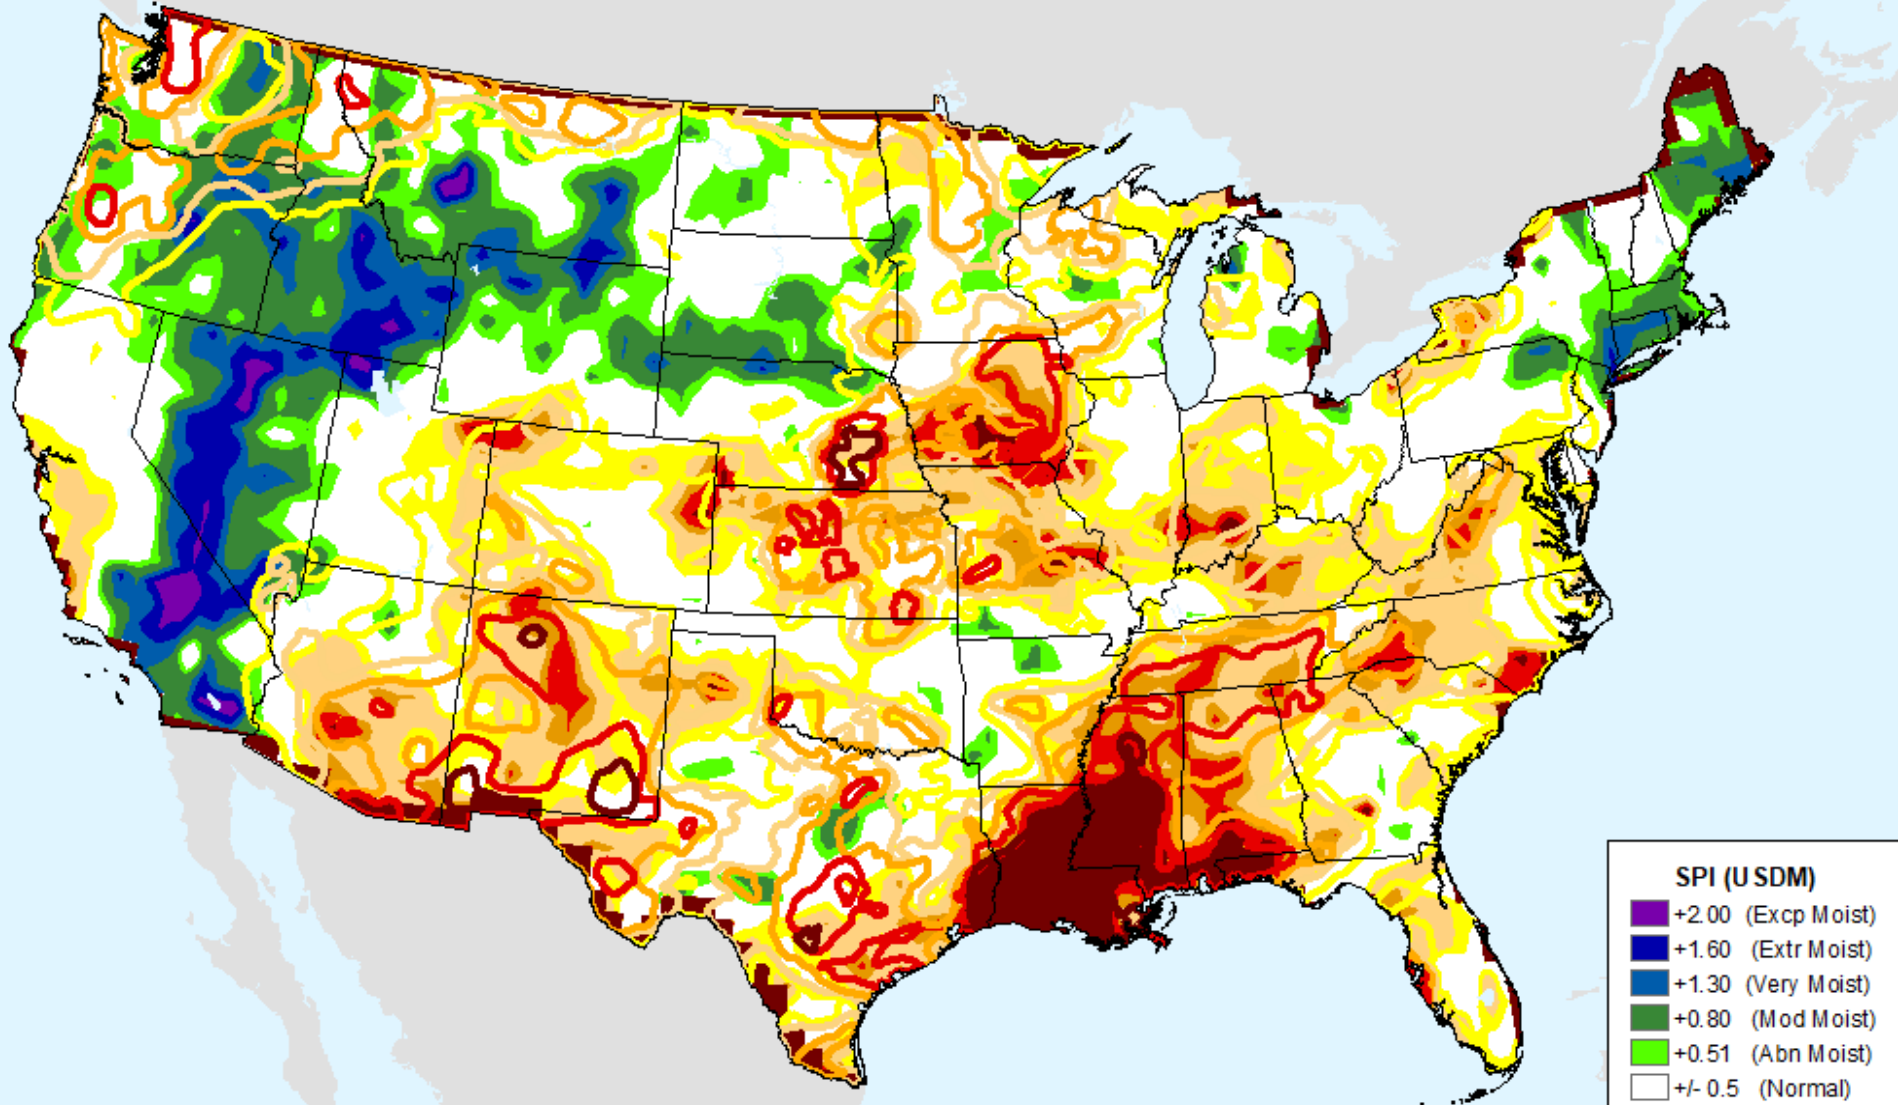 SPI (USDM)
+2.00 (Excp Moist)
+1.60 (Extr Moist)
+1.30 (Very Moist)
+0.80 (Mod Moist)
+0.51 (Abn Moist)
+/- 0.5 (Normal)